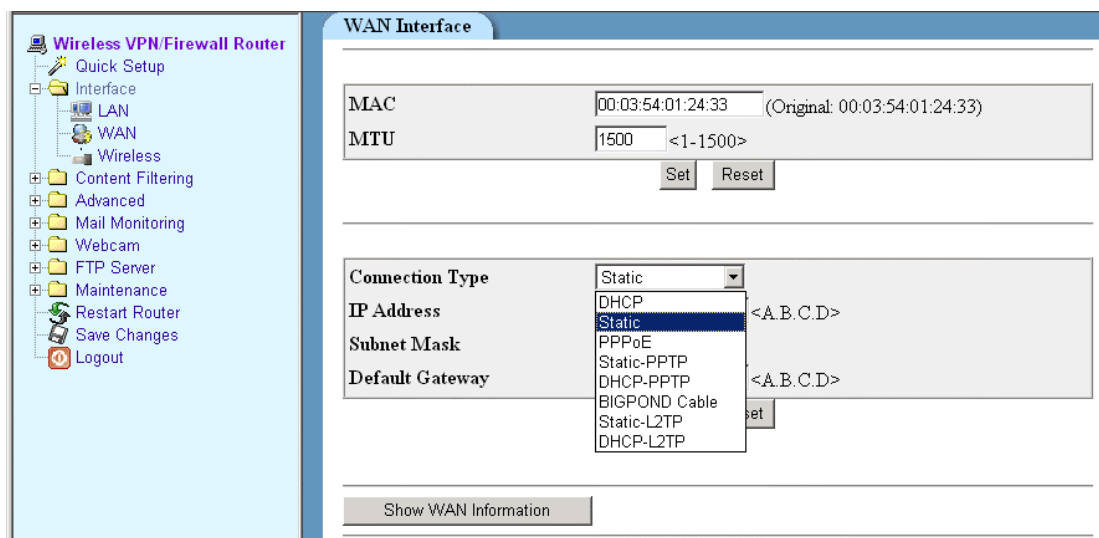 WAN Interface
Wireless VPN/Firewall Router
Quick Setup
Interface
LAN
WAN
Wireless
Content Filtering
Advanced
Mail Monitoring
Webcam
FTP Server
Maintenance
Restart Router
Save Changes
Logout
MAC 00:03:54:01:24:33 (Original: 00:03:54:01:24:33)
MTU 1500 <1-1500>
Set Reset
Connection Type Static
DHCP
IP Address <A.B.C.D>
Static
PPPoE
Subnet Mask
Static-PPTP
Default Gateway <A.B.C.D>
DHCP-PPTP
BIGPOND Cable
Static-L2TP
DHCP-L2TP
Show WAN Information